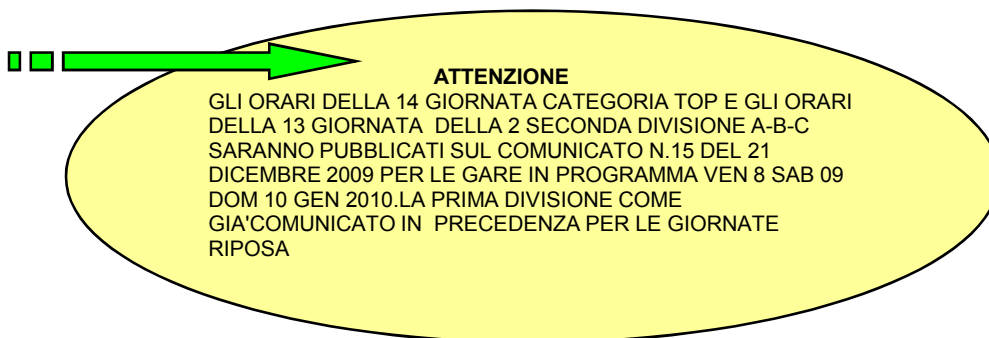 ATTENZIONE
GLI ORARI DELLA 14 GIORNATA CATEGORIA TOP E GLI ORARI
DELLA 13 GIORNATA  DELLA 2 SECONDA DIVISIONE A-B-C
SARANNO PUBBLICATI SUL COMUNICATO N.15 DEL 21
DICEMBRE 2009 PER LE GARE IN PROGRAMMA VEN 8 SAB 09
DOM 10 GEN 2010.LA PRIMA DIVISIONE COME
GIA'COMUNICATO IN  PRECEDENZA PER LE GIORNATE
RIPOSA